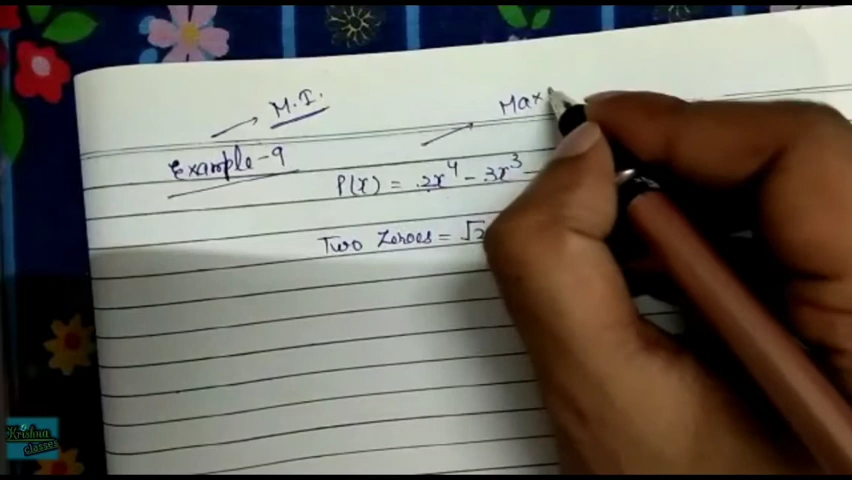 M.I.
Max
Example-9
P(x) = 2x⁴ - 3x³ -
Two Zeroes = √2
Krishna
classes